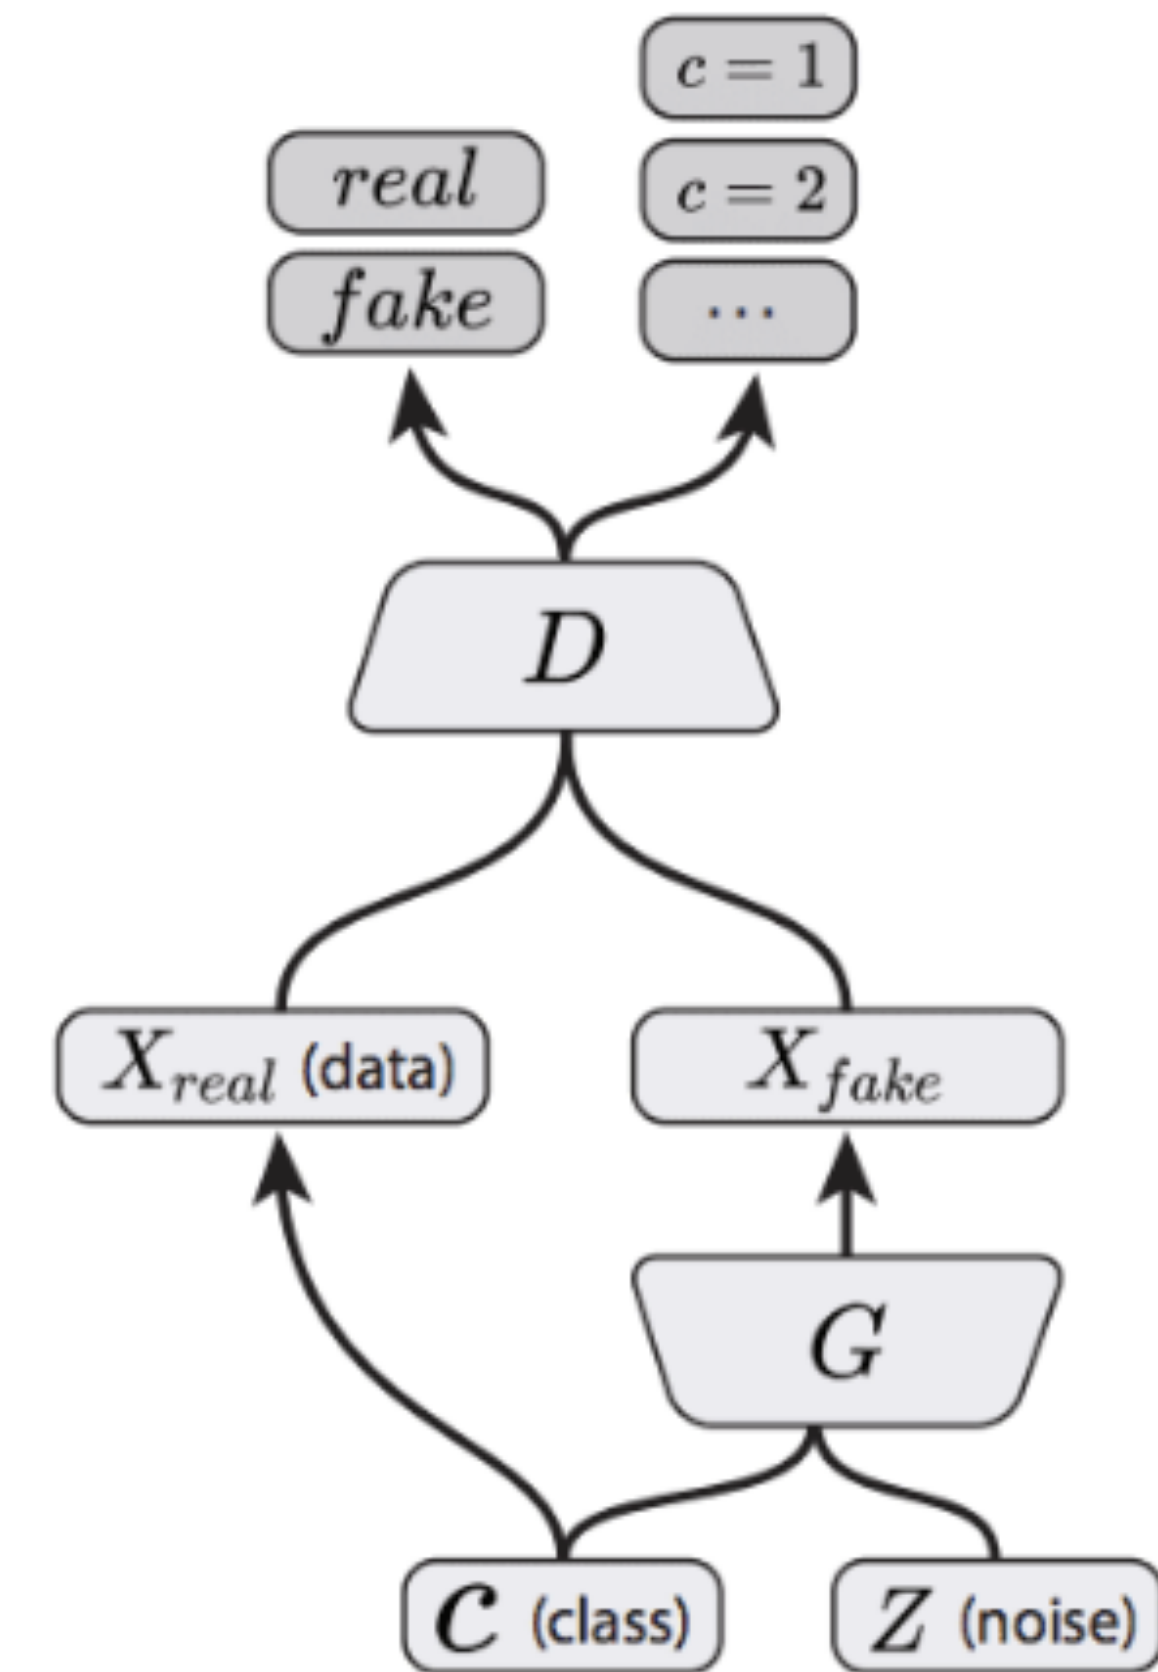 c = 1
real
c = 2
fake
...
D
X_real (data)
X_fake
G
C (class)
Z (noise)